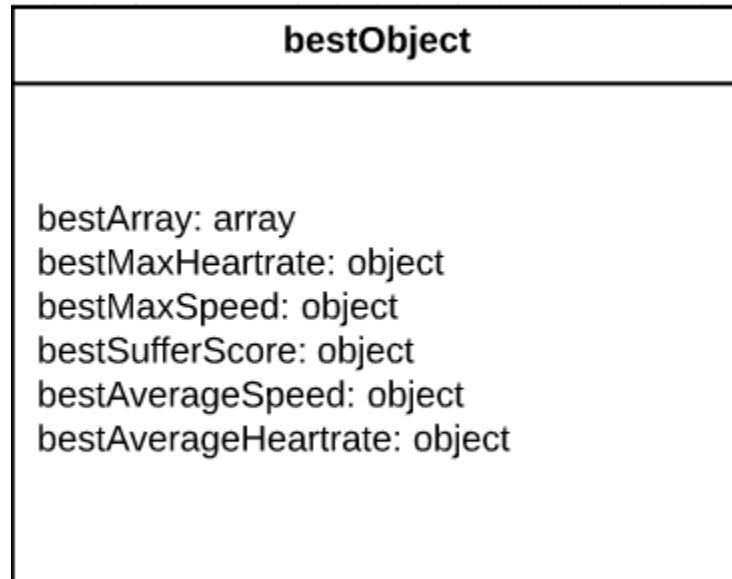 bestObject
bestArray: array
bestMaxHeartrate: object
bestMaxSpeed: object
bestSufferScore: object
bestAverageSpeed: object
bestAverageHeartrate: object